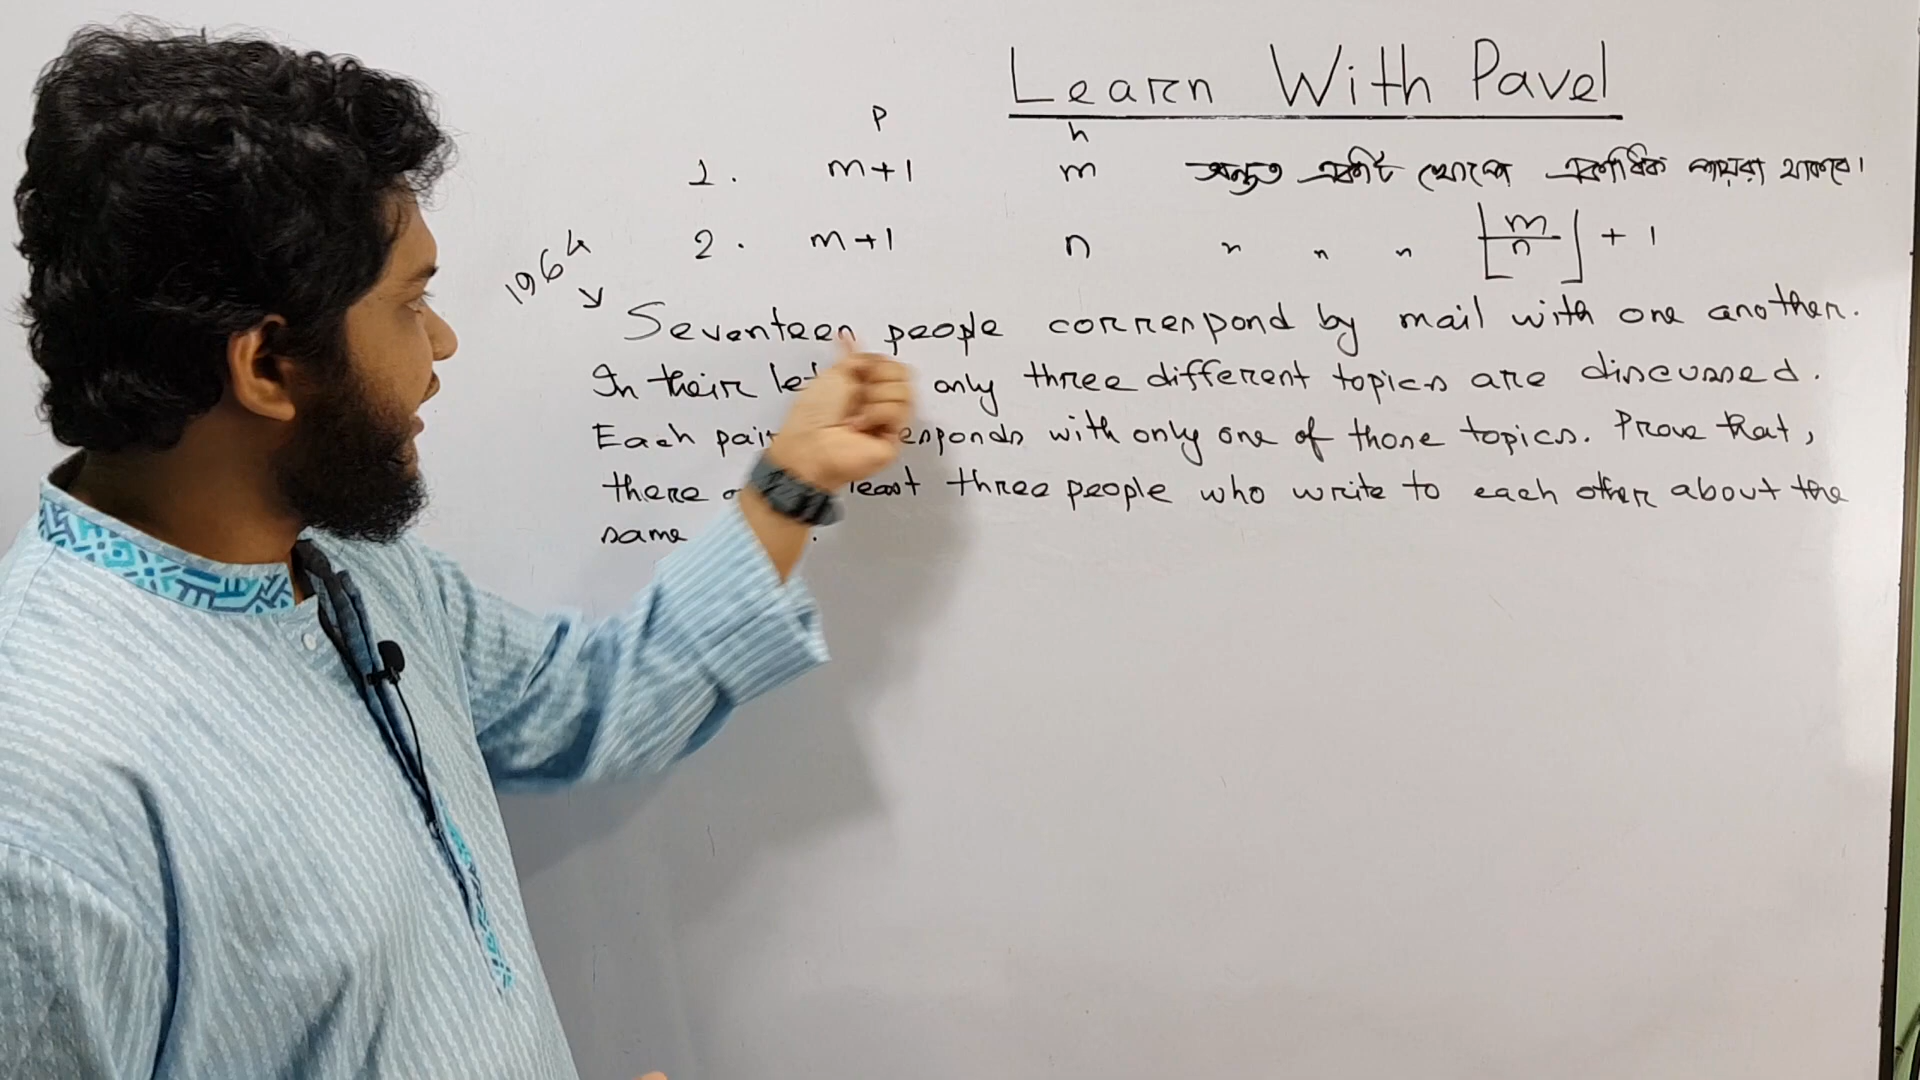 Learn With Pavel
P h
1. m+1 m অন্তত একটি খোপে একাধিক পায়রা থাকবে।
2. m+1 n " " " ⌊m/n⌋ + 1
1964
Seventeen people correspond by mail with one another.
In their only three different topics are discussed.
Each with only one of those topics. Prove that,
there least three people who write to each other about the
same